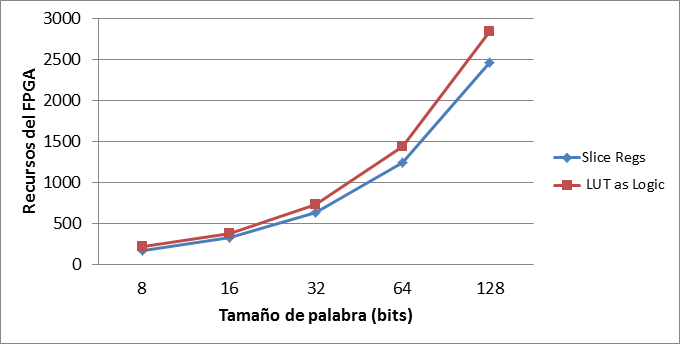 3000
2500
2000
1500
1000
500
0
Recursos del FPGA
8 16 32 64 128
Tamaño de palabra (bits)
Slice Regs
LUT as Logic